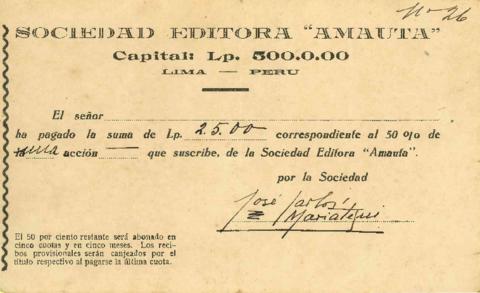 Nº 26
SOCIEDAD EDITORA "AMAUTA"
Capital: Lp. 500.0.00
LIMA — PERU
El señor
ha pagado la suma de Lp. 25.00 correspondiente al 50 o|o de
la una acción — que suscribe, de la Sociedad Editora "Amauta".
por la Sociedad
José Carlos
Mariategui
El 50 por ciento restante será abonado en
cinco cuotas y en cinco meses. Los reci
bos provisionales serán canjeados por el
título respectivo al pagarse la última cuota.